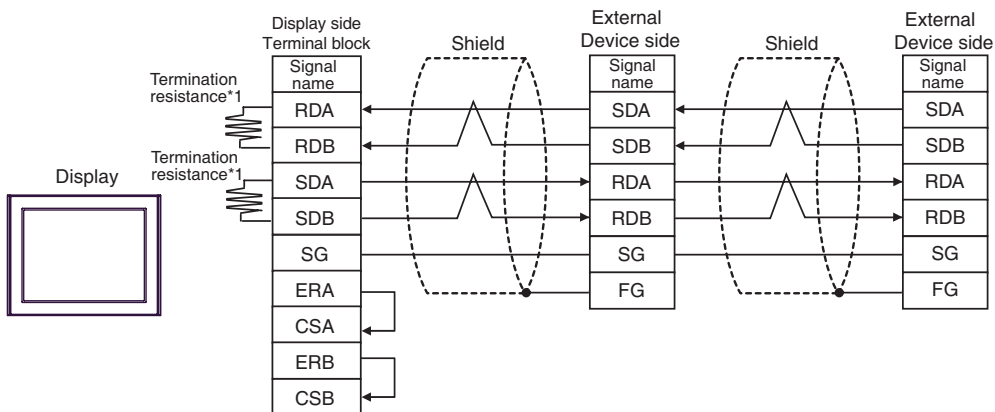 Display side
Terminal block
Shield
External
Device side
Shield
External
Device side
Termination
resistance*1
Termination
resistance*1
Display
Signal
name
RDA
RDB
SDA
SDB
SG
ERA
CSA
ERB
CSB
Signal
name
SDA
SDB
RDA
RDB
SG
FG
Signal
name
SDA
SDB
RDA
RDB
SG
FG